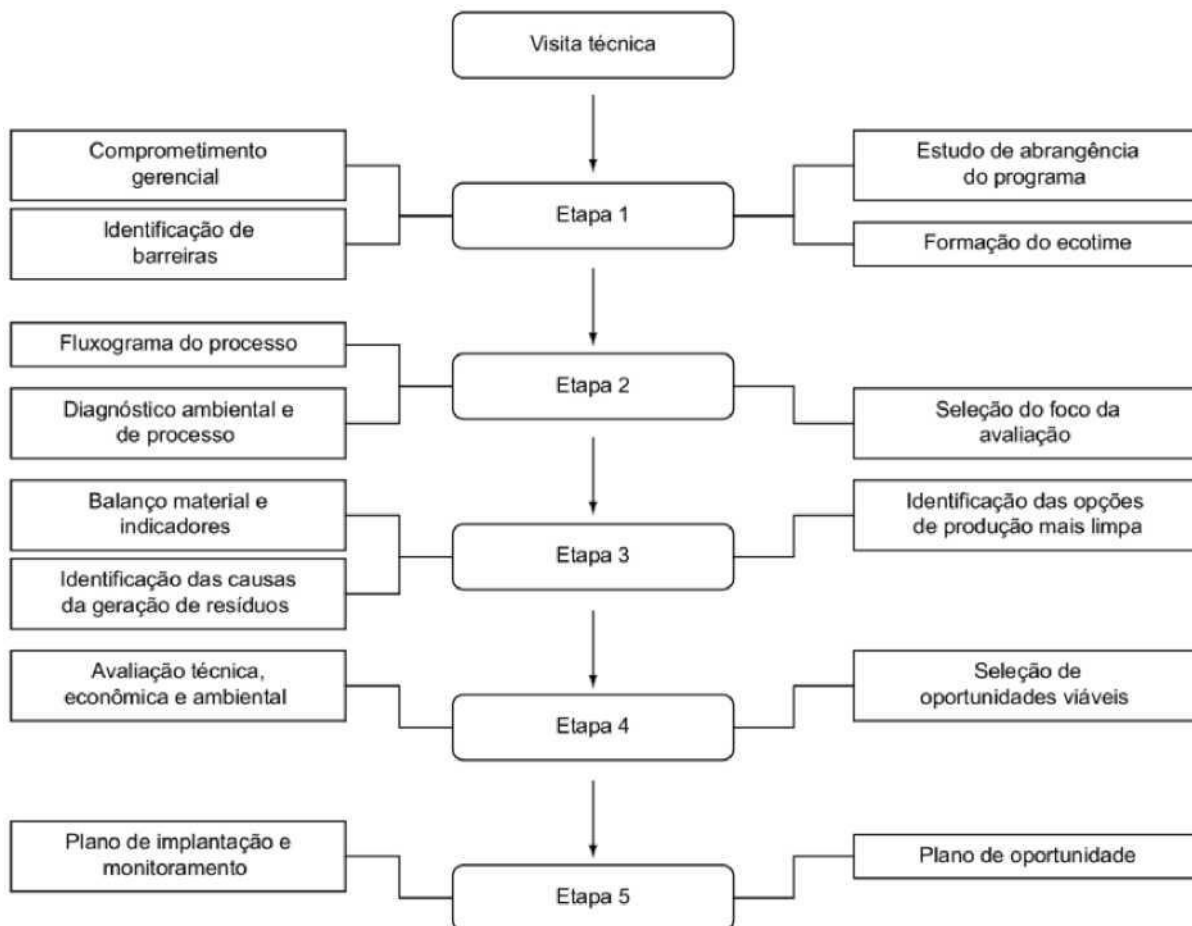 Visita técnica
Comprometimento
gerencial
Identificação de
barreiras
Etapa 1
Estudo de abrangência
do programa
Formação do ecotime
Fluxograma do processo
Diagnóstico ambiental e
de processo
Etapa 2
Seleção do foco da
avaliação
Balanço material e
indicadores
Identificação das causas
da geração de resíduos
Etapa 3
Identificação das opções
de produção mais limpa
Avaliação técnica,
econômica e ambiental
Etapa 4
Seleção de
oportunidades viáveis
Plano de implantação e
monitoramento
Etapa 5
Plano de oportunidade